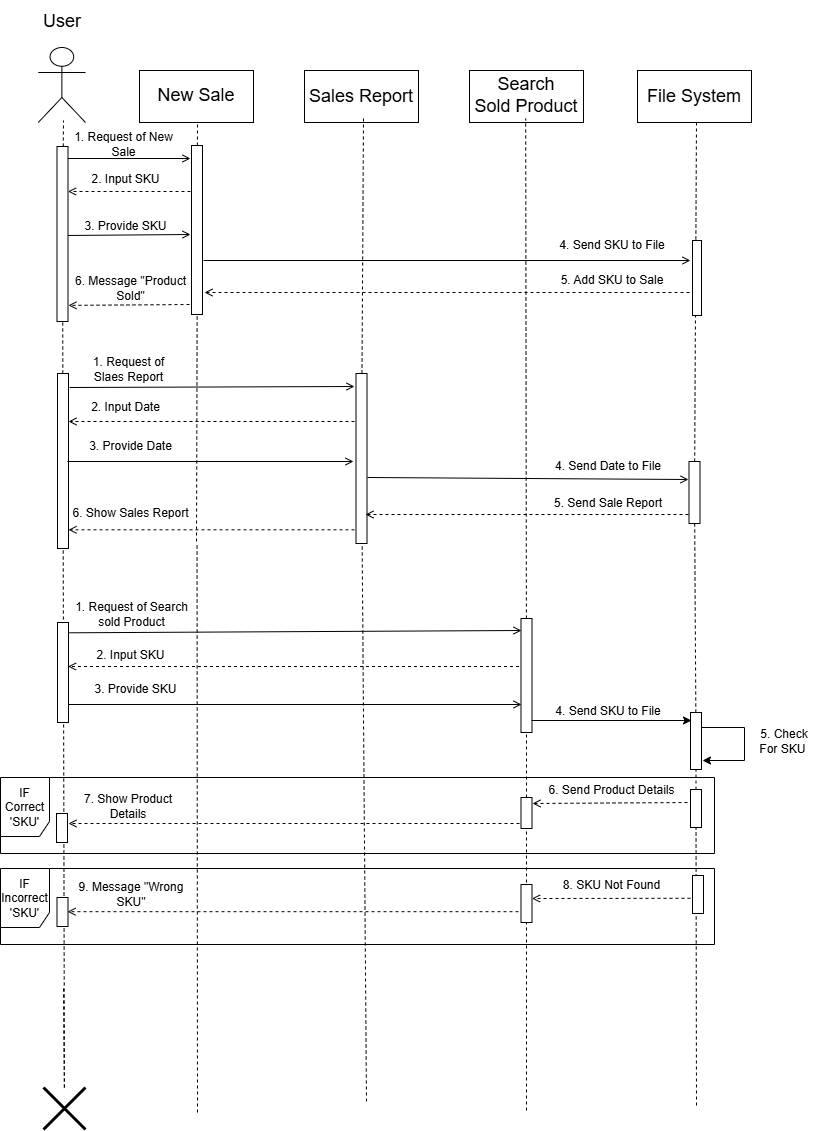 User
New Sale
Sales Report
Search
Sold Product
File System
1. Request of New
Sale
2. Input SKU
3. Provide SKU
4. Send SKU to File
5. Add SKU to Sale
6. Message "Product
Sold"
1. Request of
Slaes Report
2. Input Date
3. Provide Date
4. Send Date to File
5. Send Sale Report
6. Show Sales Report
1. Request of Search
sold Product
2. Input SKU
3. Provide SKU
4. Send SKU to File
5. Check
For SKU
IF
Correct
'SKU'
6. Send Product Details
7. Show Product
Details
IF
Incorrect
'SKU'
8. SKU Not Found
9. Message "Wrong
SKU"